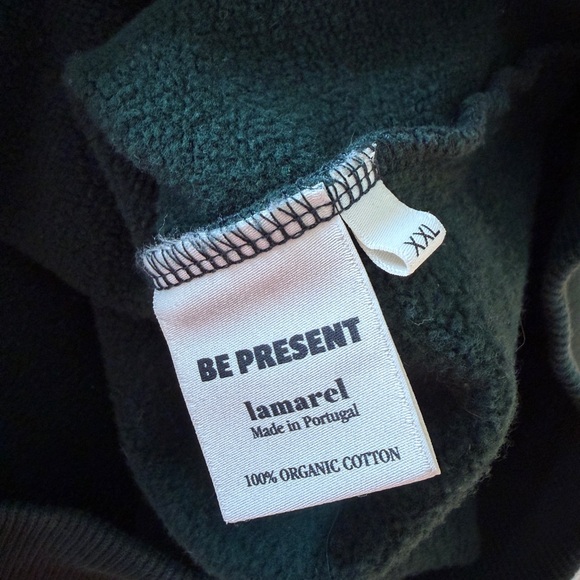 XXL
BE PRESENT
lamarel
Made in Portugal
100% ORGANIC COTTON